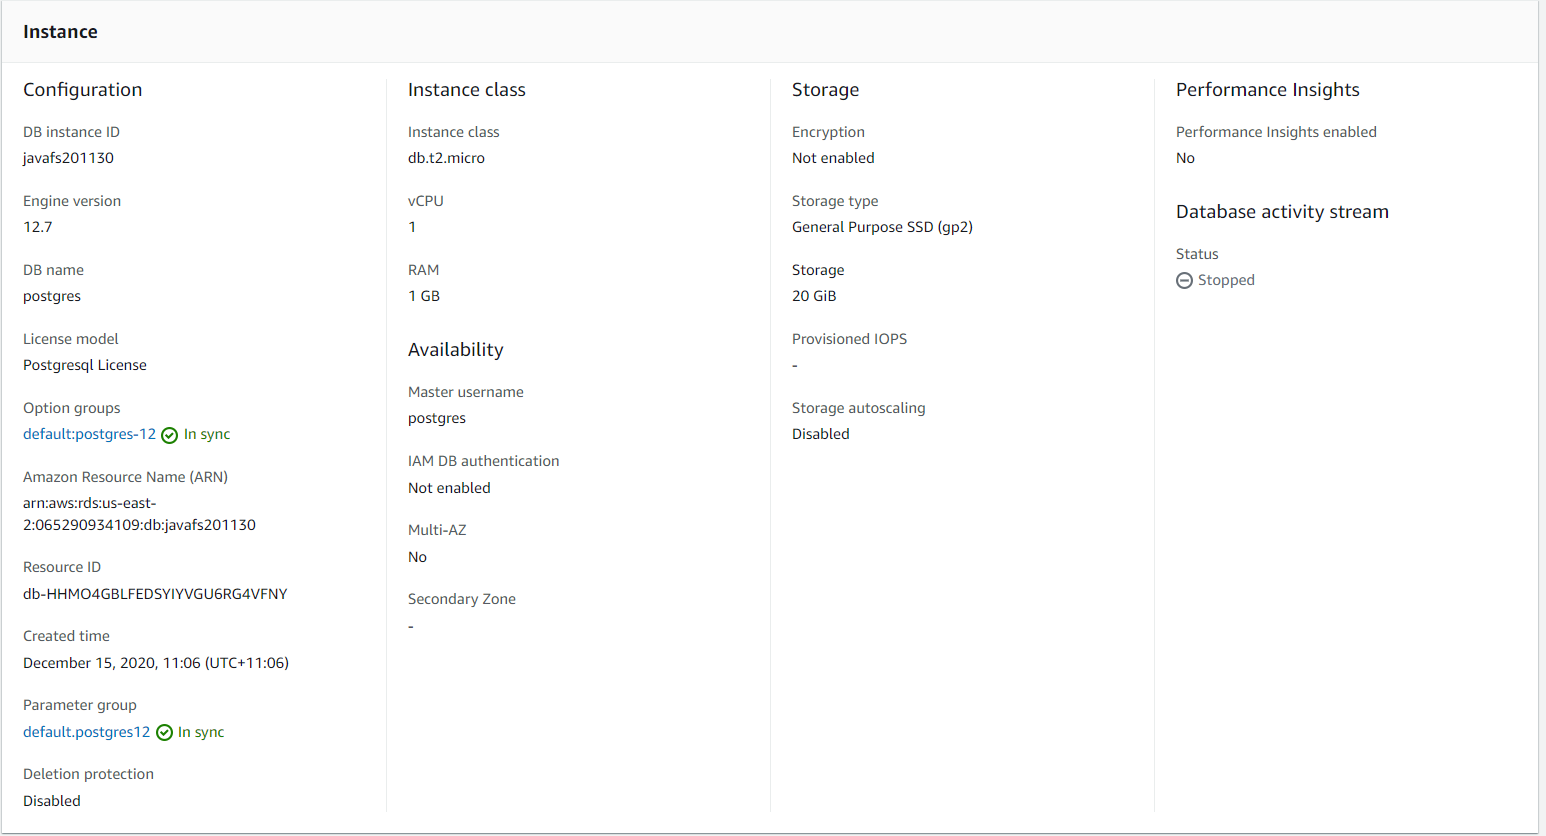 Instance
Configuration
DB instance ID
javafs201130
Engine version
12.7
DB name
postgres
License model
Postgresql License
Option groups
default:postgres-12 In sync
Amazon Resource Name (ARN)
arn:aws:rds:us-east-
2:065290934109:db:javafs201130
Resource ID
db-HHMO4GBLFEDSYIYVGU6RG4VFNY
Created time
December 15, 2020, 11:06 (UTC+11:06)
Parameter group
default.postgres12 In sync
Deletion protection
Disabled
Instance class
Instance class
db.t2.micro
vCPU
1
RAM
1 GB
Availability
Master username
postgres
IAM DB authentication
Not enabled
Multi-AZ
No
Secondary Zone
-
Storage
Encryption
Not enabled
Storage type
General Purpose SSD (gp2)
Storage
20 GiB
Provisioned IOPS
-
Storage autoscaling
Disabled
Performance Insights
Performance Insights enabled
No
Database activity stream
Status
Stopped